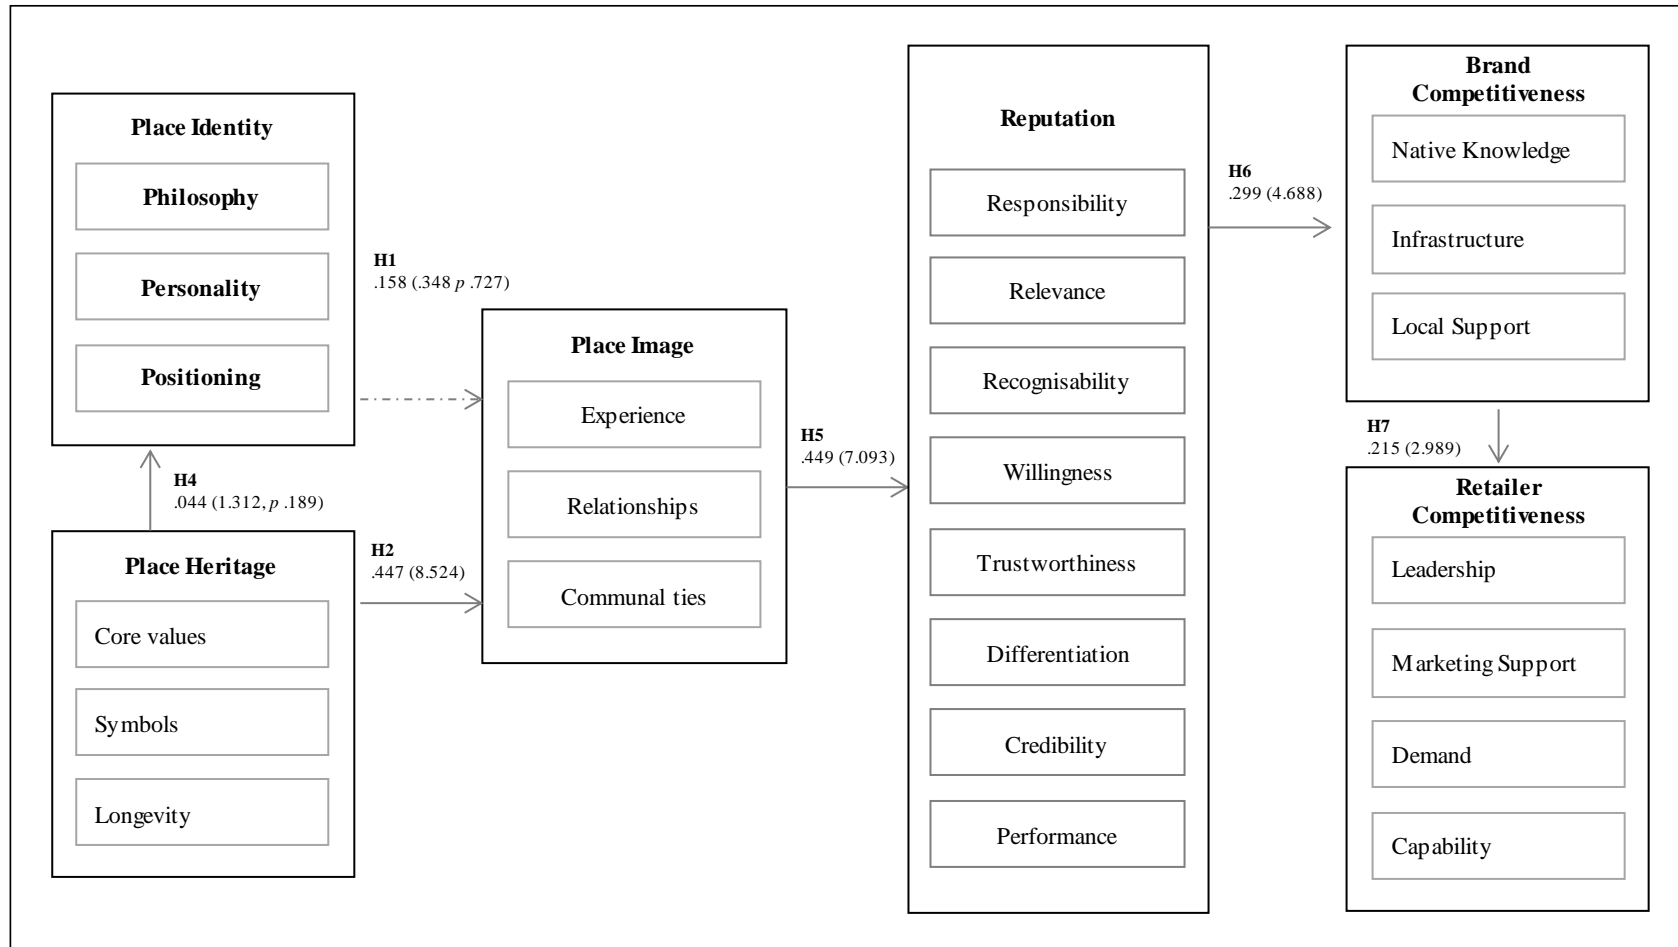 Place Identity
Philosophy
Personality
Positioning
H1
.158 (.348 p .727)
H4
.044 (1.312, p .189)
Place Heritage
Core values
Symbols
Longevity
H2
.447 (8.524)
Place Image
Experience
Relationships
Communal ties
H5
.449 (7.093)
Reputation
Responsibility
Relevance
Recognisability
Willingness
Trustworthiness
Differentiation
Credibility
Performance
H6
.299 (4.688)
Brand
Competitiveness
Native Knowledge
Infrastructure
Local Support
H7
.215 (2.989)
Retailer
Competitiveness
Leadership
Marketing Support
Demand
Capability